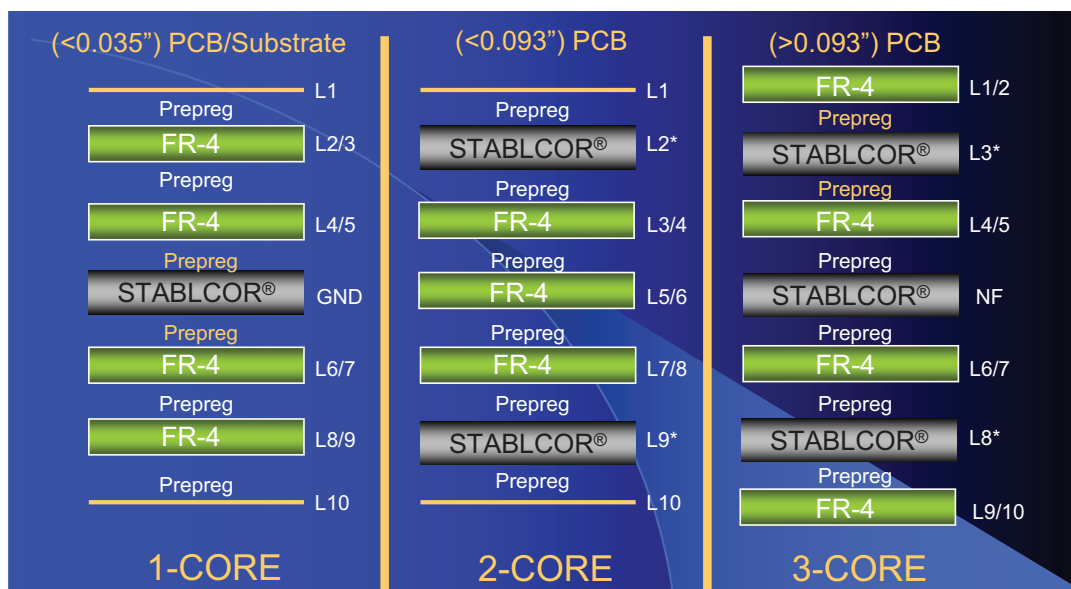 (<0.035”) PCB/Substrate
L1
Prepreg
FR-4 L2/3
Prepreg
FR-4 L4/5
Prepreg
STABLCOR® GND
Prepreg
FR-4 L6/7
Prepreg
FR-4 L8/9
Prepreg
L10
1-CORE
(<0.093”) PCB
L1
Prepreg
STABLCOR® L2*
Prepreg
FR-4 L3/4
Prepreg
FR-4 L5/6
Prepreg
FR-4 L7/8
Prepreg
STABLCOR® L9*
Prepreg
L10
2-CORE
(>0.093”) PCB
FR-4 L1/2
Prepreg
STABLCOR® L3*
Prepreg
FR-4 L4/5
Prepreg
STABLCOR® NF
Prepreg
FR-4 L6/7
Prepreg
STABLCOR® L8*
Prepreg
FR-4 L9/10
3-CORE